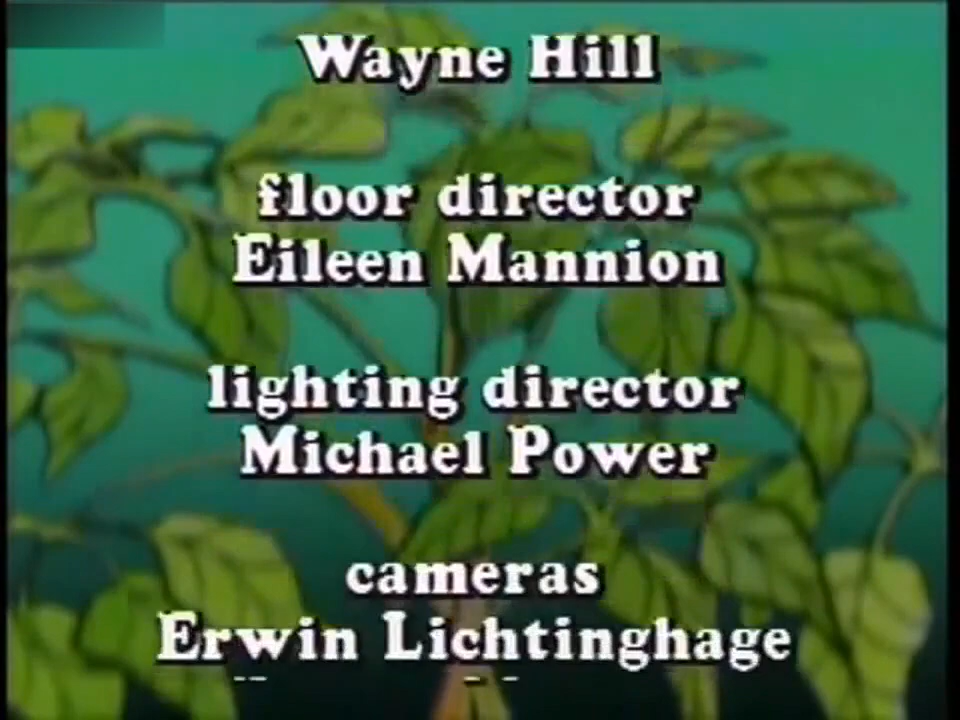 Wayne Hill
floor director
Eileen Mannion
lighting director
Michael Power
cameras
Erwin Lichtinghage